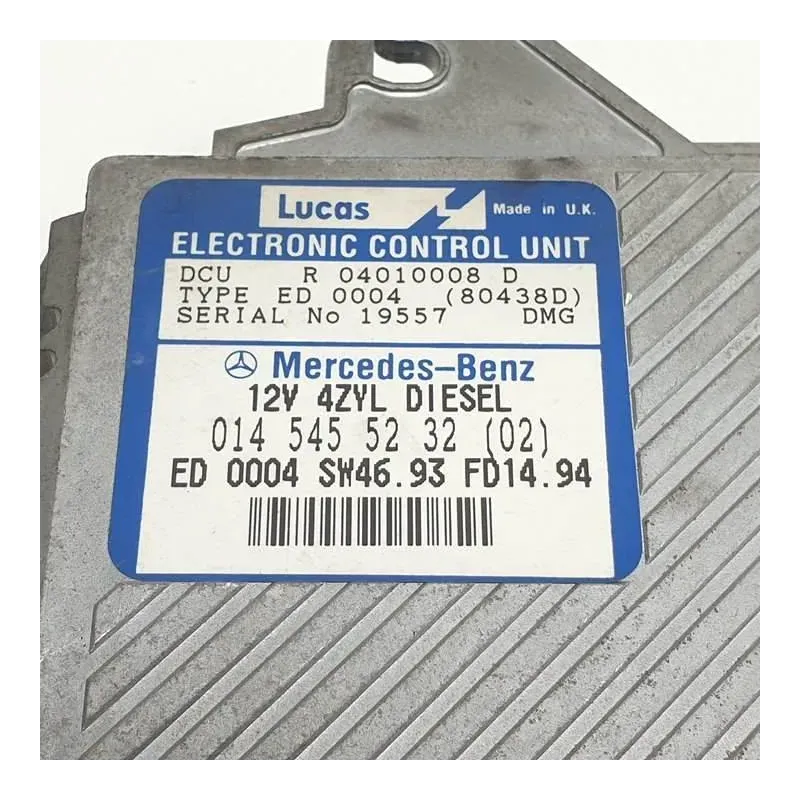 Lucas Made in U.K.
ELECTRONIC CONTROL UNIT
DCU R 04010008 D
TYPE ED 0004 (80438D)
SERIAL No 19557 DMG
Mercedes-Benz
12V 4ZYL DIESEL
014 545 52 32 (02)
ED 0004 SW46.93 FD14.94